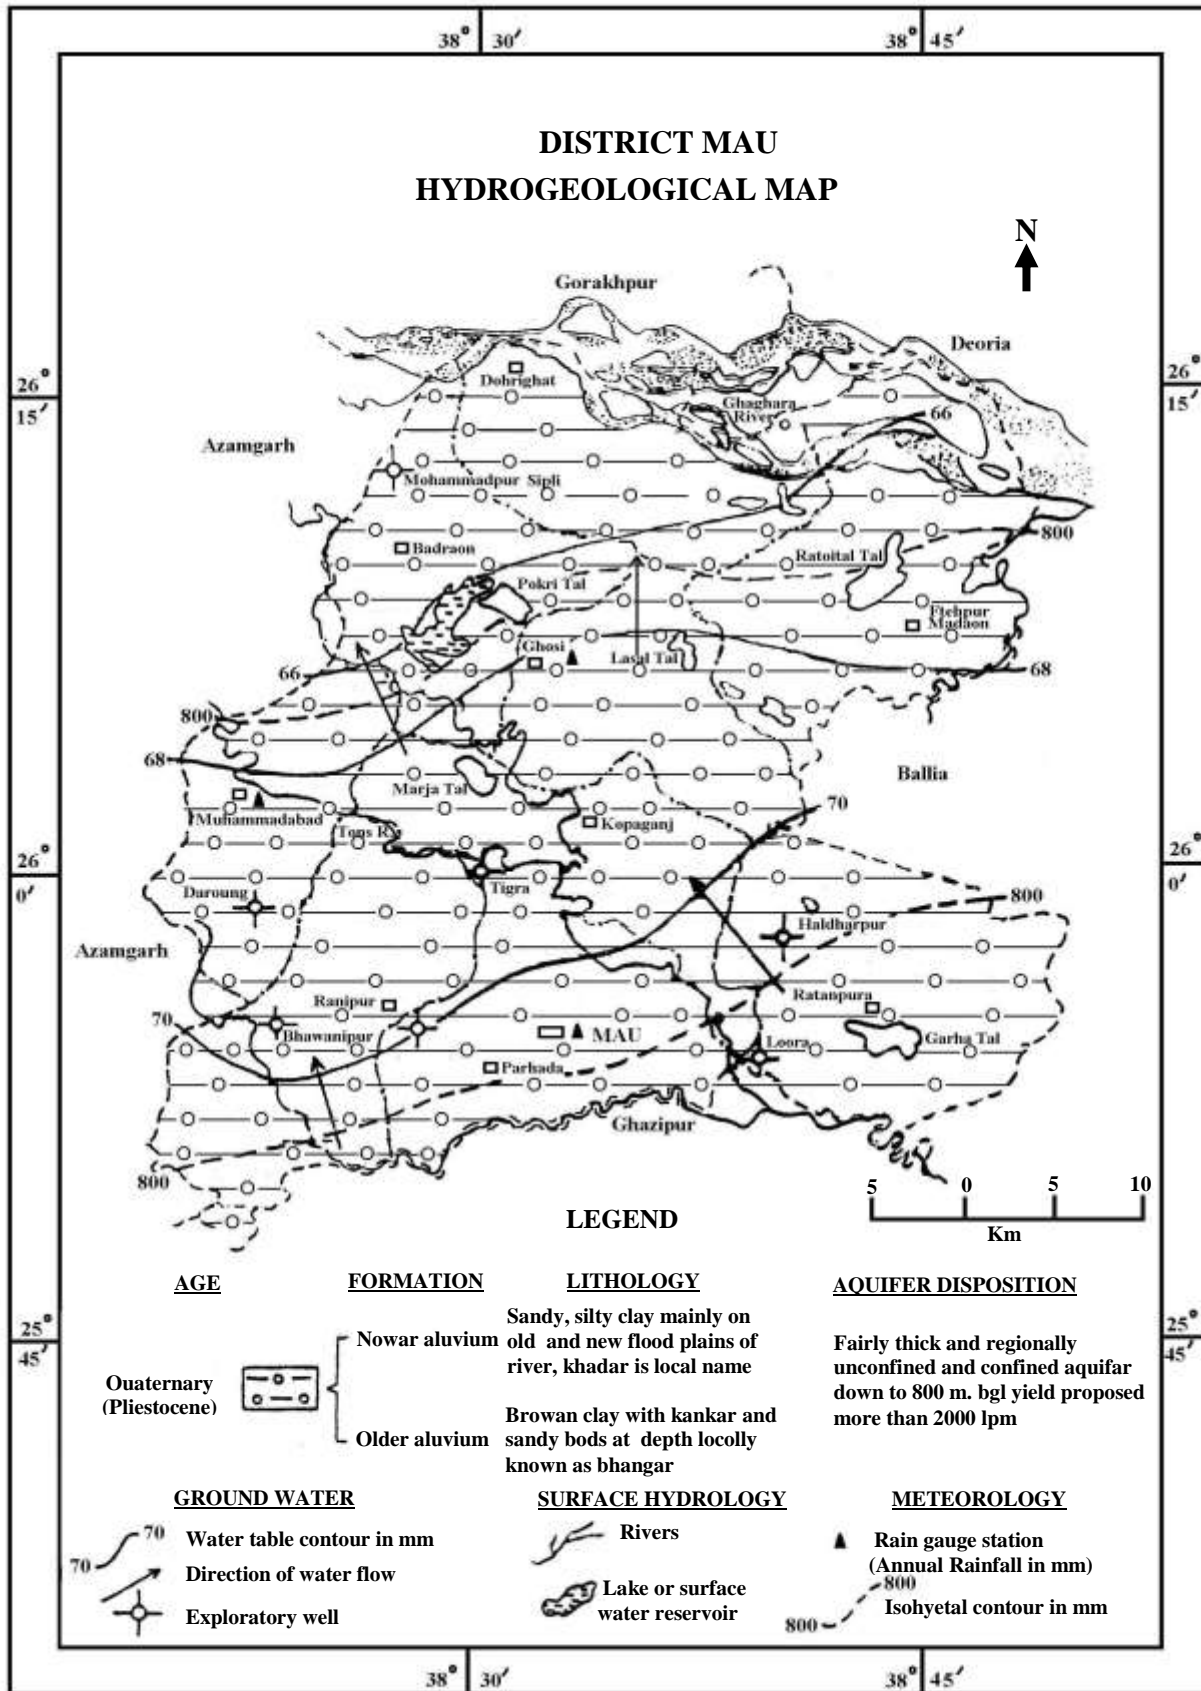 38° 30′
38° 45′
DISTRICT MAU
HYDROGEOLOGICAL MAP
N
Gorakhpur
Deoria
26° 15′
26° 15′
Dohrighat
Ghaghara
River
66
Azamgarh
Mohammadpur Sipli
800
Badraon
Ratoital Tal
Pokri Tal
Ftehpur
Madaon
Ghosi
Lasal Tal
66
68
800
68
Ballia
Marja Tal
70
Muhammadabad
Tons R.
Kopaganj
26° 0′
26° 0′
Daroung
Tigra
800
Haldharpur
Azamgarh
Ranipur
Ratanpura
70
Bhawanipur
MAU
Loora
Garha Tal
Parhada
Ghazipur
800
5 0 5 10
Km
LEGEND
AGE FORMATION LITHOLOGY AQUIFER DISPOSITION
25° 45′
25° 45′
Ouaternary
(Pliestocene)
Nowar aluvium
Sandy, silty clay mainly on
old and new flood plains of
river, khadar is local name
Older aluvium
Browan clay with kankar and
sandy bods at depth locolly
known as bhangar
Fairly thick and regionally
unconfined and confined aquifar
down to 800 m. bgl yield proposed
more than 2000 lpm
GROUND WATER
70 70 Water table contour in mm
Direction of water flow
Exploratory well
SURFACE HYDROLOGY
Rivers
Lake or surface
water reservoir
METEOROLOGY
Rain gauge station
(Annual Rainfall in mm)
800
800 Isohyetal contour in mm
38° 30′
38° 45′